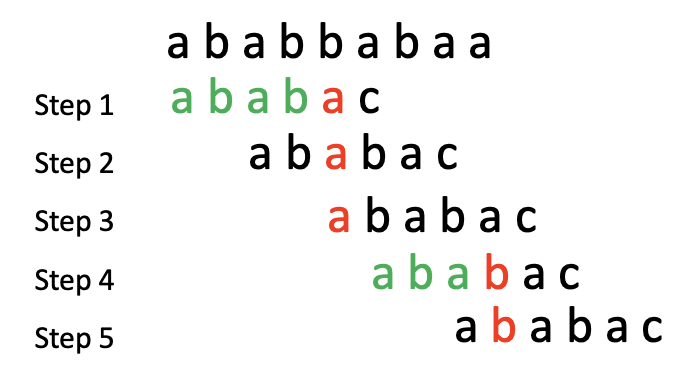 a b a b b a b a a
Step 1 a b a b a c
Step 2 a b a b a c
Step 3 a b a b a c
Step 4 a b a b a c
Step 5 a b a b a c